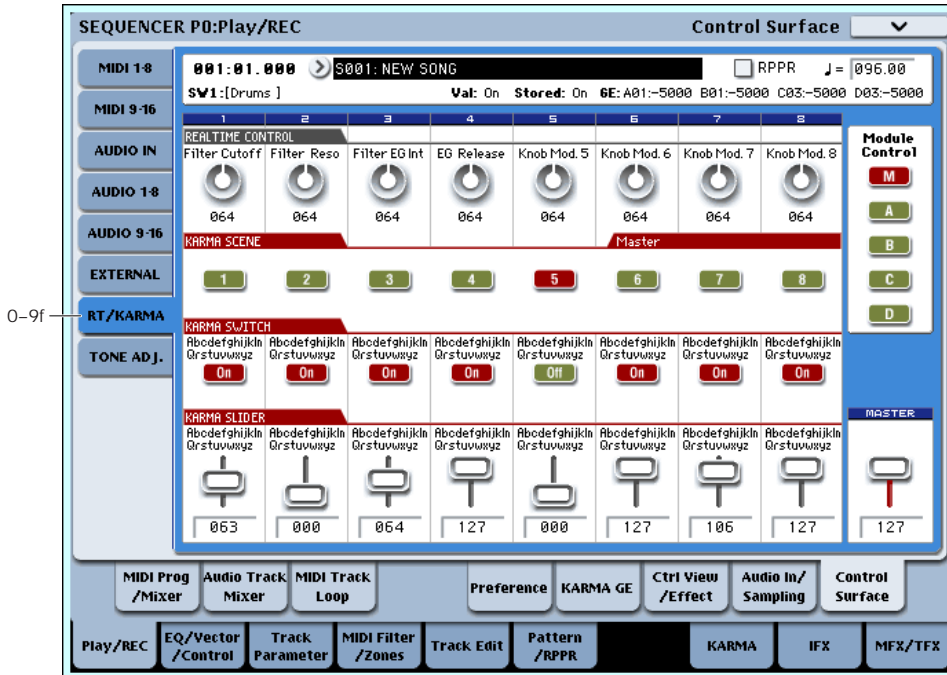 SEQUENCER P0:Play/REC Control Surface
MIDI 1-8
MIDI 9-16
AUDIO IN
AUDIO 1-8
AUDIO 9-16
EXTERNAL
0–9f
RT/KARMA
TONE ADJ.
001:01.000 S001: NEW SONG RPPR ♩= 096.00
SW1:[Drums ] Val: On Stored: On GE: A01:-5000 B01:-5000 C03:-5000 D03:-5000
1 2 3 4 5 6 7 8
REALTIME CONTROL
Filter Cutoff Filter Reso Filter EG Int EG Release Knob Mod. 5 Knob Mod. 6 Knob Mod. 7 Knob Mod. 8
064 064 064 064 064 064 064 064
KARMA SCENE Master
1 2 3 4 5 6 7 8
KARMA SWITCH
Abcdefghijkln Abcdefghijkln Abcdefghijkln Abcdefghijkln Abcdefghijkln Abcdefghijkln Abcdefghijkln Abcdefghijkln
Qrstuvwxyz Qrstuvwxyz Qrstuvwxyz Qrstuvwxyz Qrstuvwxyz Qrstuvwxyz Qrstuvwxyz Qrstuvwxyz
On On On On Off On On On
KARMA SLIDER
Abcdefghijkln Abcdefghijkln Abcdefghijkln Abcdefghijkln Abcdefghijkln Abcdefghijkln Abcdefghijkln Abcdefghijkln
Qrstuvwxyz Qrstuvwxyz Qrstuvwxyz Qrstuvwxyz Qrstuvwxyz Qrstuvwxyz Qrstuvwxyz Qrstuvwxyz
063 000 064 127 000 127 106 127
Module
Control
M
A
B
C
D
MASTER
127
MIDI Prog
/Mixer
Audio Track
Mixer
MIDI Track
Loop
Preference
KARMA GE
Ctrl View
/Effect
Audio In/
Sampling
Control
Surface
Play/REC
EQ/Vector
/Control
Track
Parameter
MIDI Filter
/Zones
Track Edit
Pattern
/RPPR
KARMA
IFX
MFX/TFX